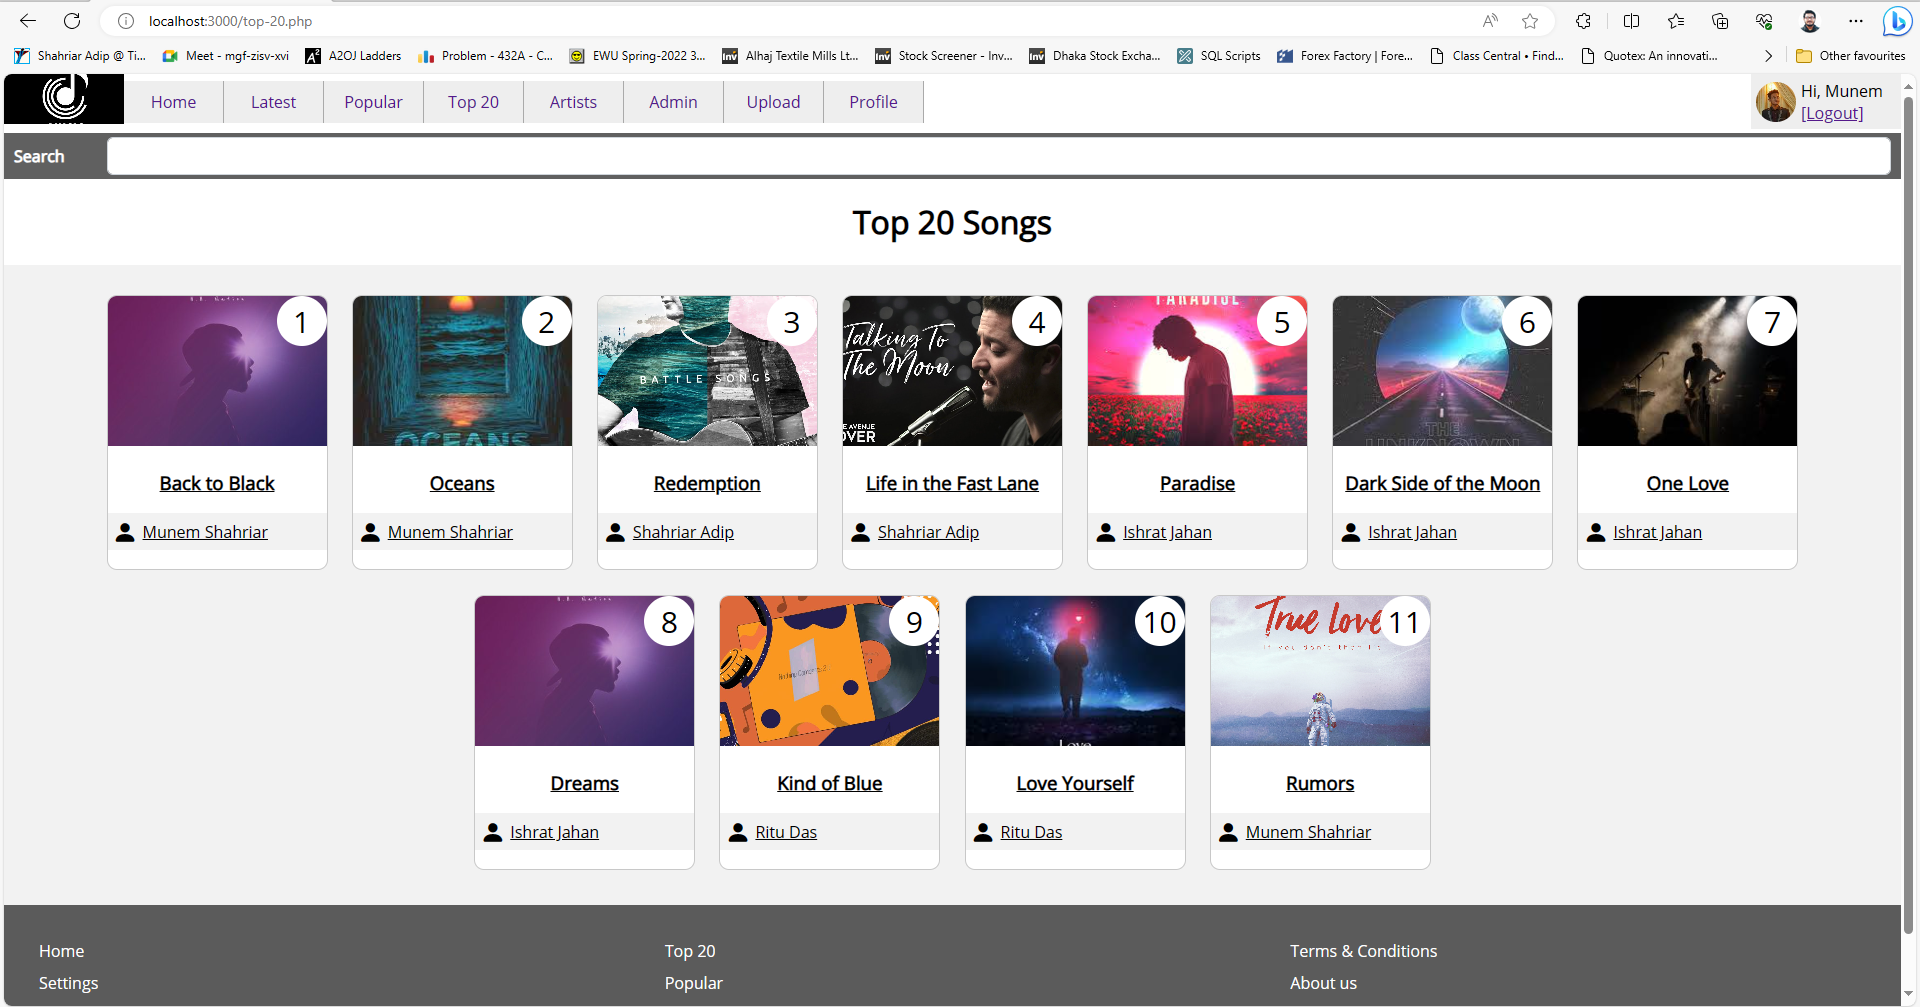 localhost:3000/top-20.php
Shahriar Adip @ Ti... Meet - mgf-zisv-xvi A2OJ Ladders Problem - 432A - C... EWU Spring-2022 3... Alhaj Textile Mills Lt... Stock Screener - Inv... Dhaka Stock Excha... SQL Scripts Forex Factory | Fore... Class Central • Find... Quotex: An innovati... Other favourites
Home Latest Popular Top 20 Artists Admin Upload Profile
Hi, Munem
[Logout]
Search
Top 20 Songs
1 2 3 4 5 6 7
PARADISE
Talking To
The Moon
BATTLE SONGS
OVER
OCEANS
THE
UNKNOWN
Back to Black Oceans Redemption Life in the Fast Lane Paradise Dark Side of the Moon One Love
Munem Shahriar Munem Shahriar Shahriar Adip Shahriar Adip Ishrat Jahan Ishrat Jahan Ishrat Jahan
8 9 10 11
True Love
Love
Dreams Kind of Blue Love Yourself Rumors
Ishrat Jahan Ritu Das Ritu Das Munem Shahriar
Home Top 20 Terms & Conditions
Settings Popular About us